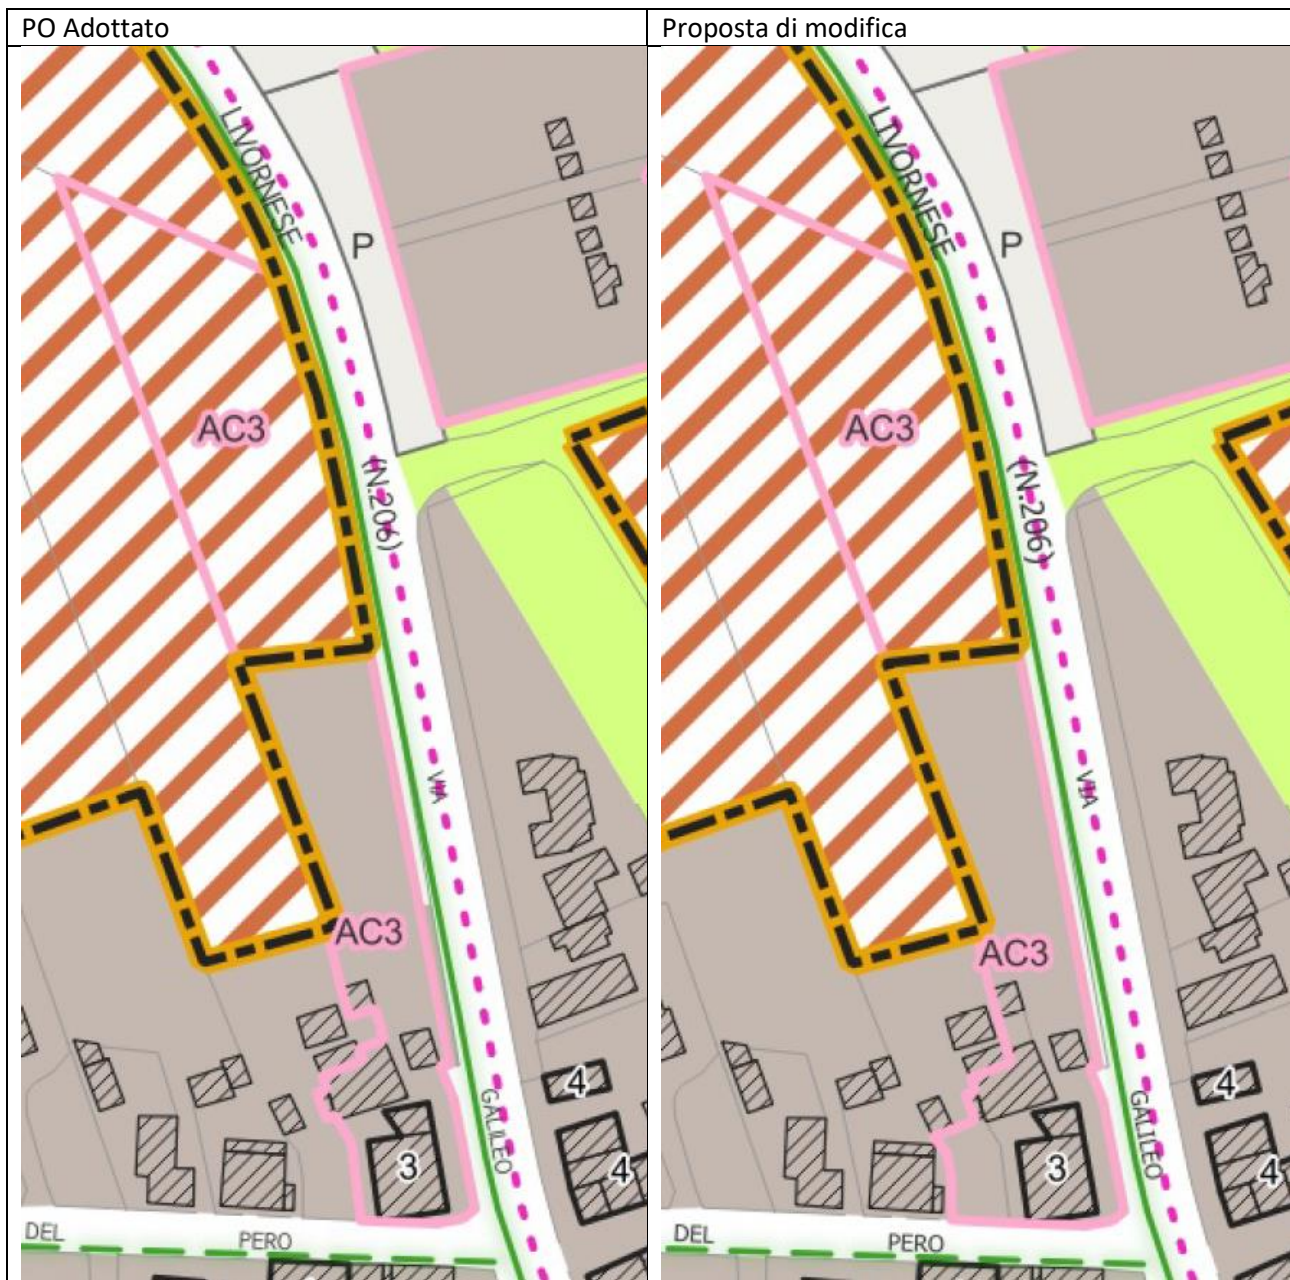 PO Adottato
LIVORNESE
P
AC3
(N.206)
VIA
AC3
4
GALILEO
3
4
DEL PERO
Proposta di modifica
LIVORNESE
P
AC3
(N.206)
VIA
AC3
4
GALILEO
3
4
DEL PERO